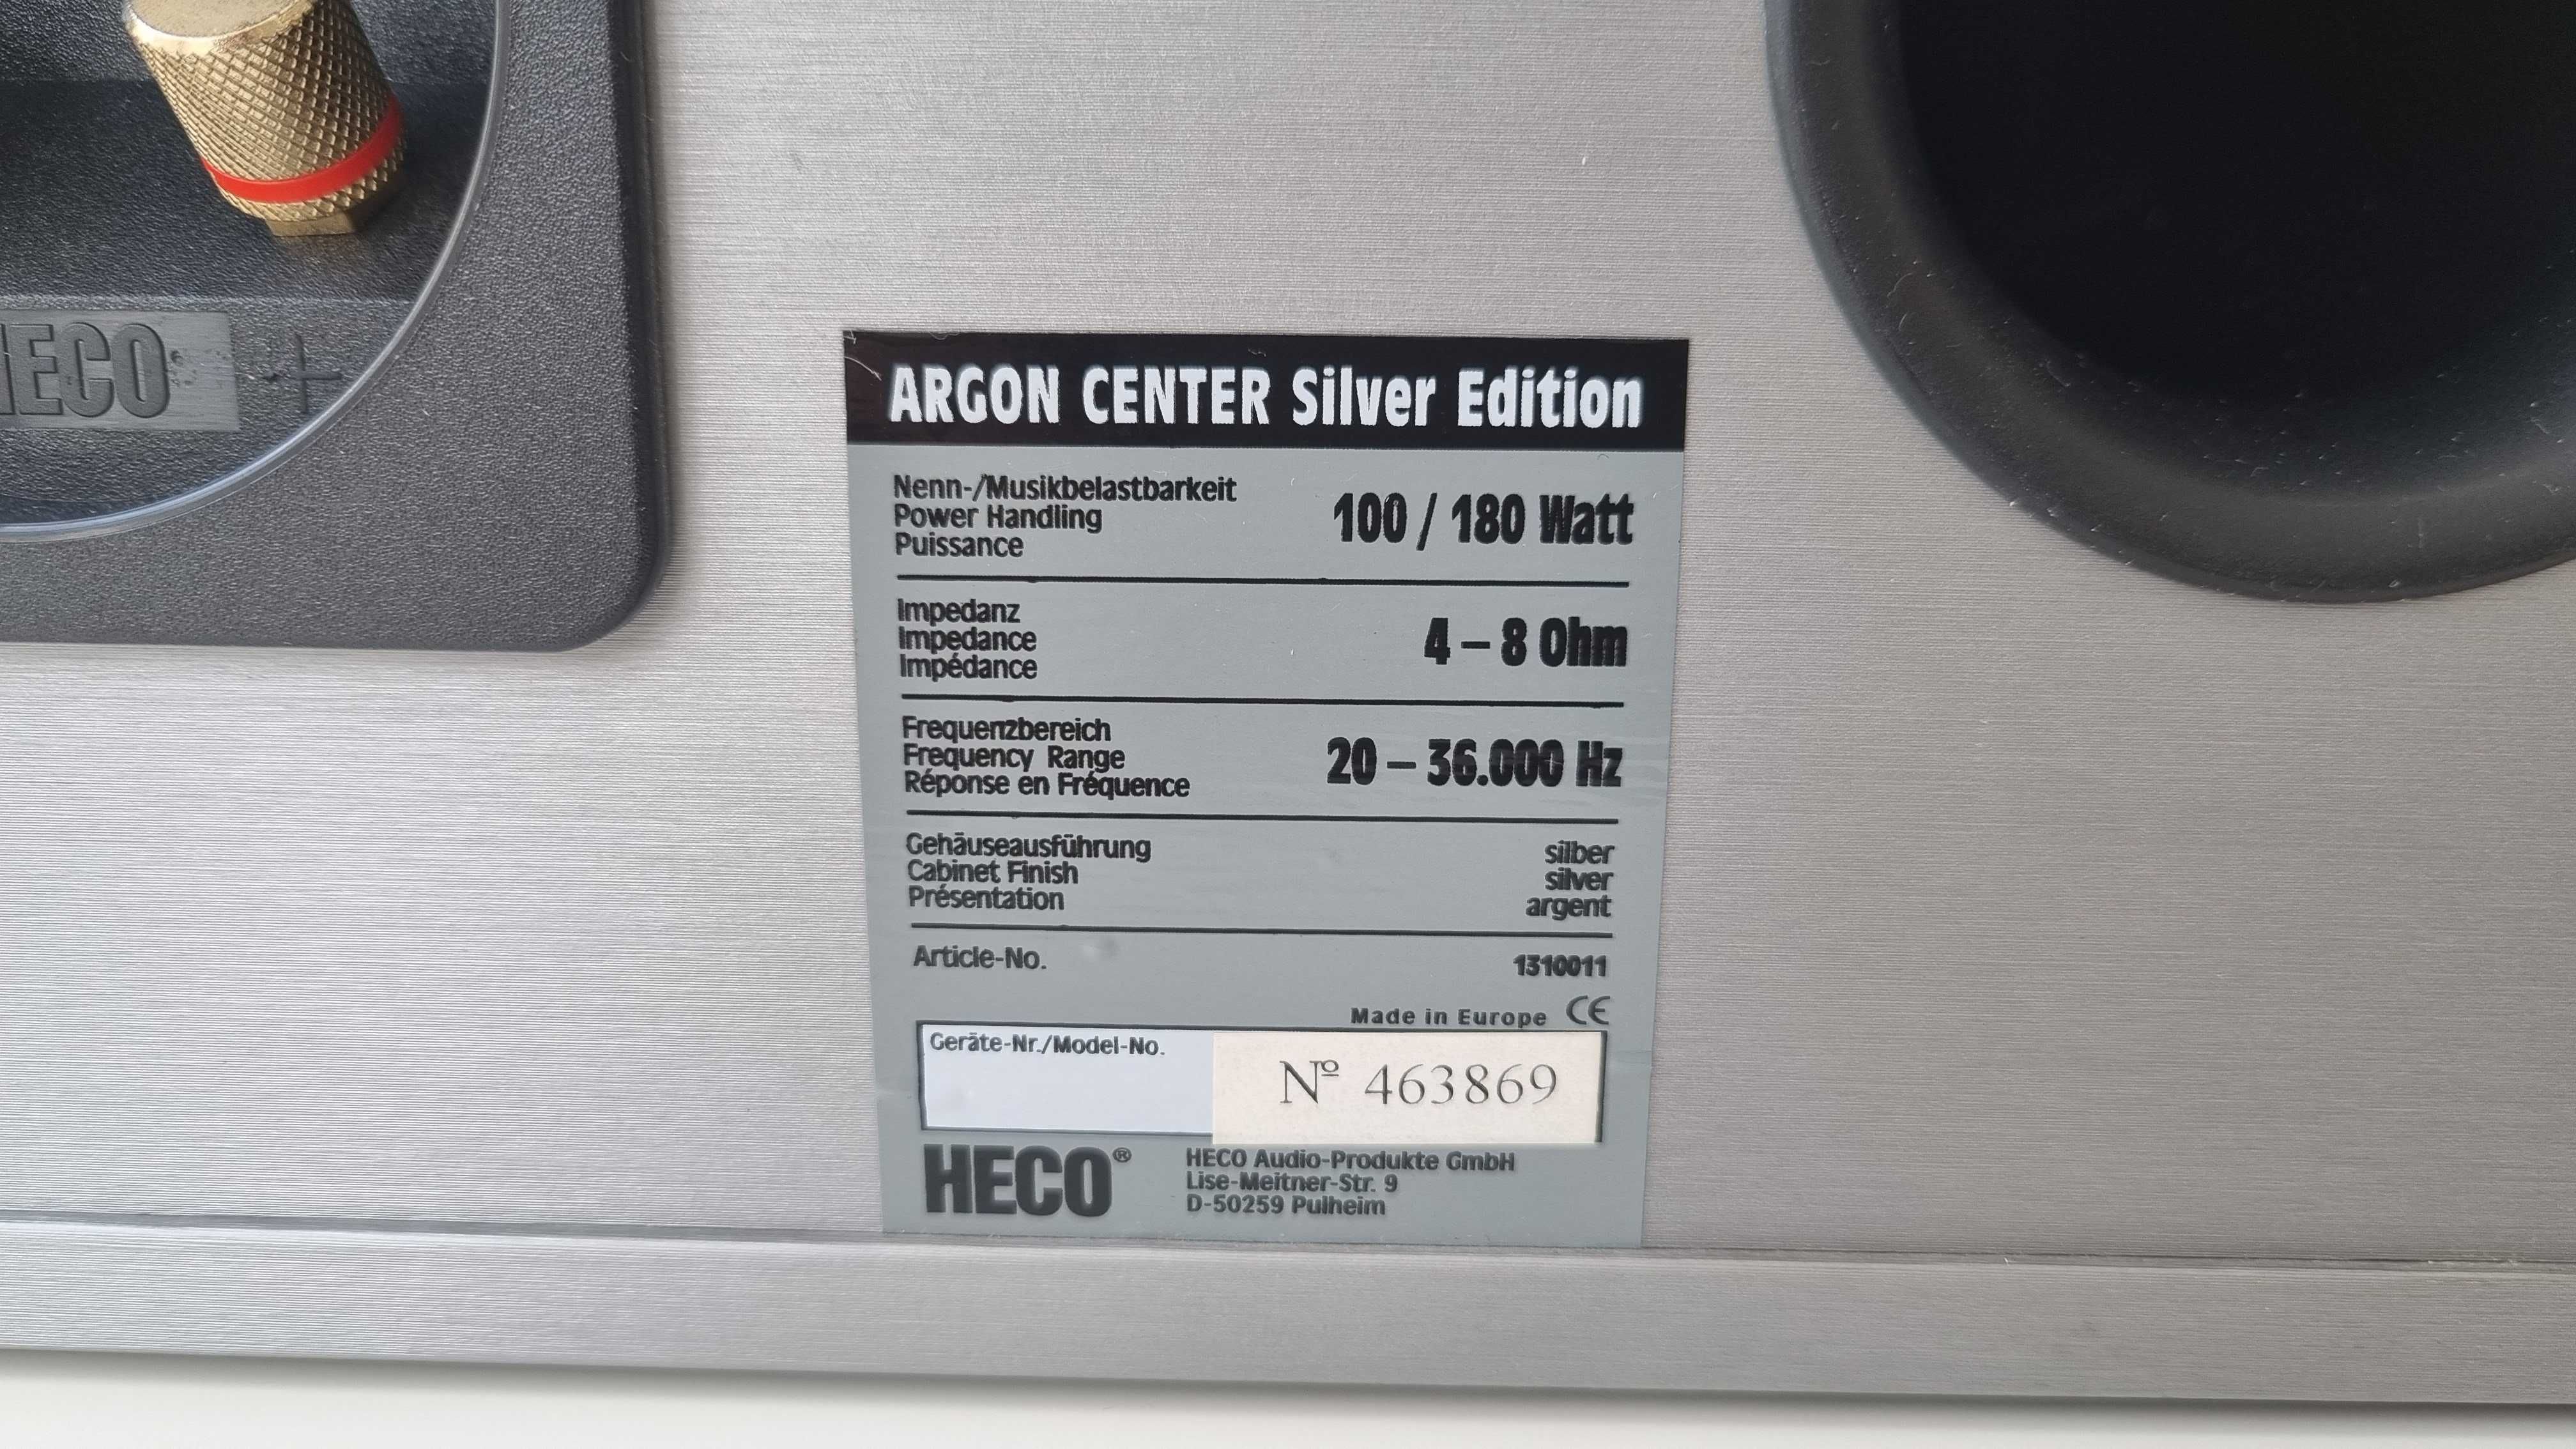 HECO +
ARGON CENTER Silver Edition
Nenn-/Musikbelastbarkeit
Power Handling
Puissance
100 / 180 Watt
Impedanz
Impedance
Impédance
4 – 8 Ohm
Frequenzbereich
Frequency Range
Réponse en Fréquence
20 – 36.000 Hz
Gehäuseausführung
Cabinet Finish
Présentation
silber
silver
argent
Article-No. 1310011
Made in Europe CE
Geräte-Nr./Model-No.
Nº 463869
HECO®
HECO Audio-Produkte GmbH
Lise-Meitner-Str. 9
D-50259 Pulheim